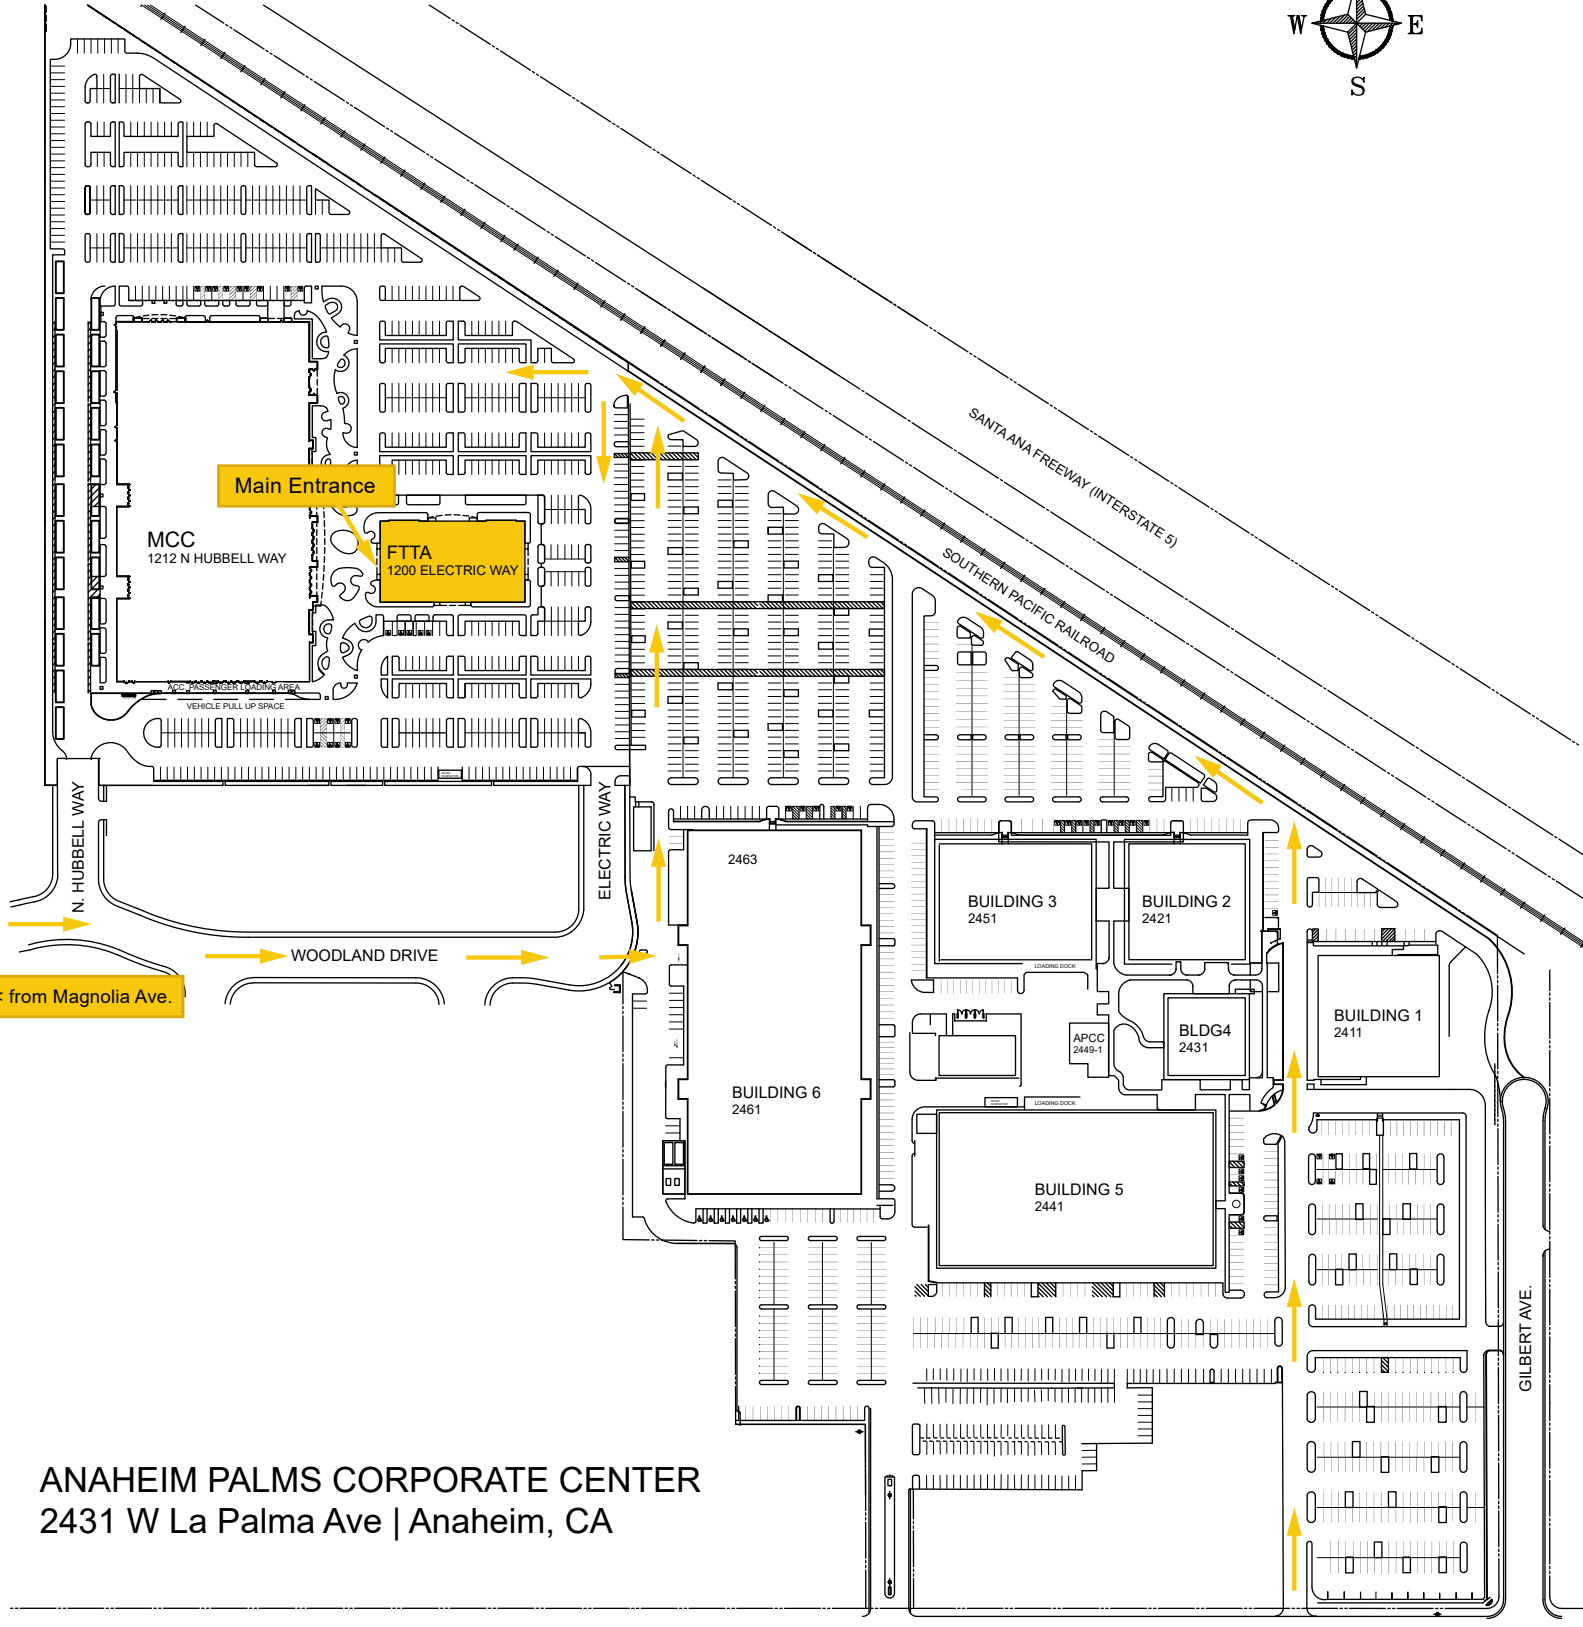 W
E
S
SANTA ANA FREEWAY (INTERSTATE 5)
SOUTHERN PACIFIC RAILROAD
Main Entrance
MCC
1212 N HUBBELL WAY
FTTA
1200 ELECTRIC WAY
ACC. PASSENGER LOADING AREA
VEHICLE PULL UP SPACE
N. HUBBELL WAY
ELECTRIC WAY
WOODLAND DRIVE
< from Magnolia Ave.
2463
BUILDING 6
2461
BUILDING 3
2451
BUILDING 2
2421
LOADING DOCK
APCC
2449-1
BLDG4
2431
BUILDING 1
2411
LOADING DOCK
BUILDING 5
2441
GILBERT AVE.
ANAHEIM PALMS CORPORATE CENTER
2431 W La Palma Ave | Anaheim, CA